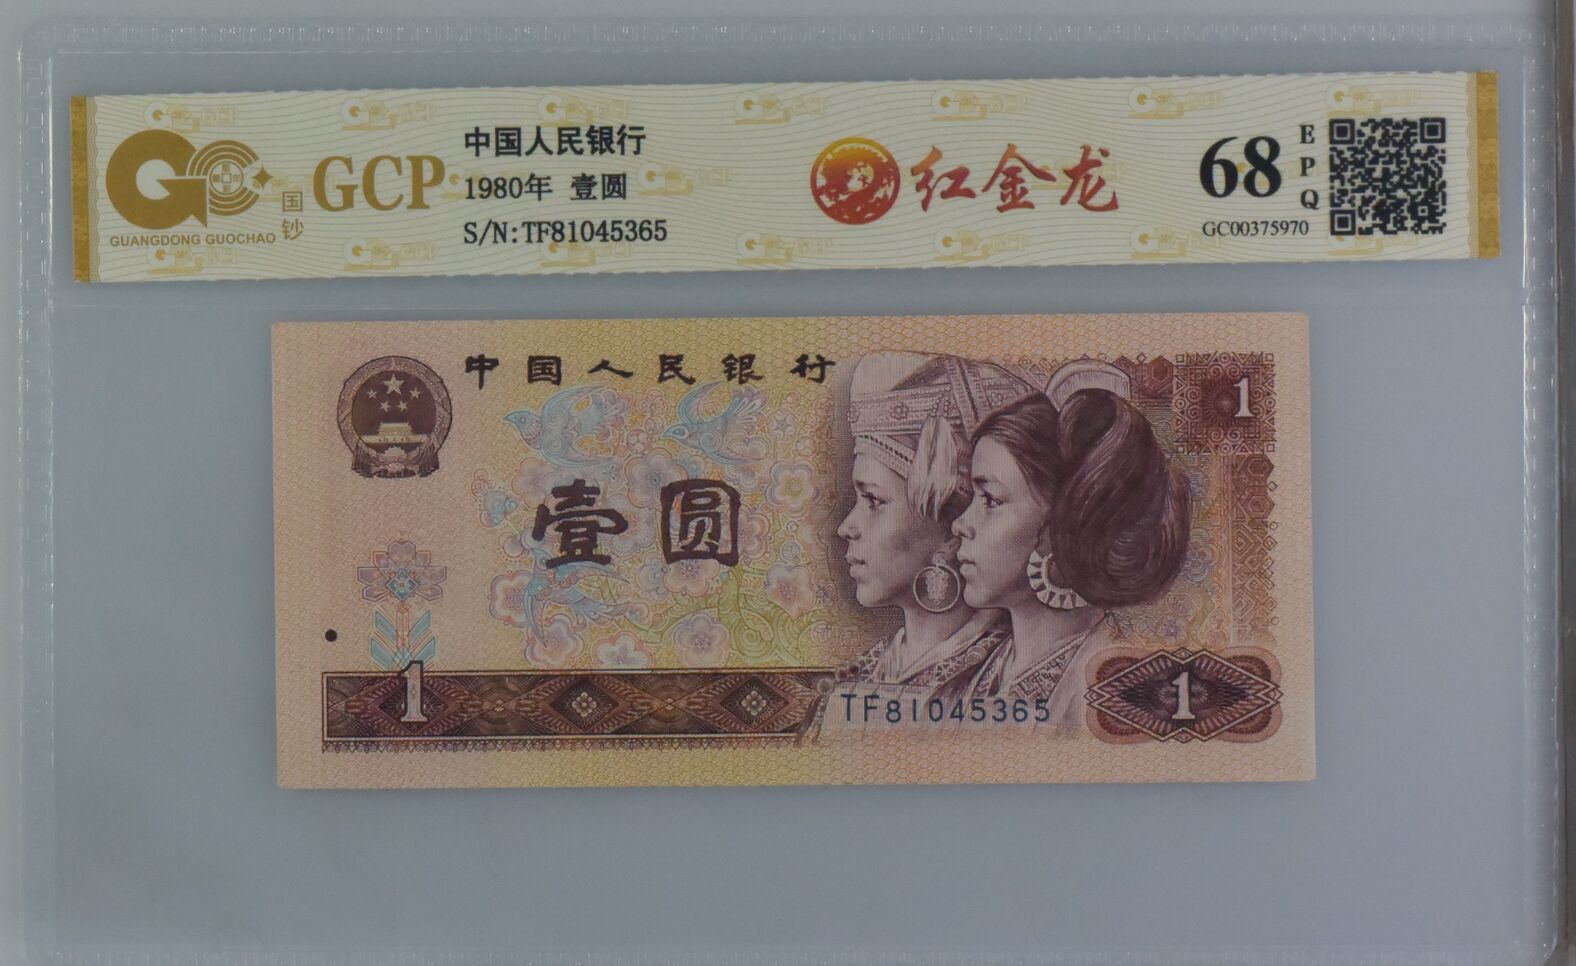 GCP
国钞
GUANGDONG GUOCHAO
中国人民银行
1980年 壹圆
S/N:TF81045365
红金龙
68
EPQ
GC00375970
中国人民银行
1
壹圆
1
TF81045365
1